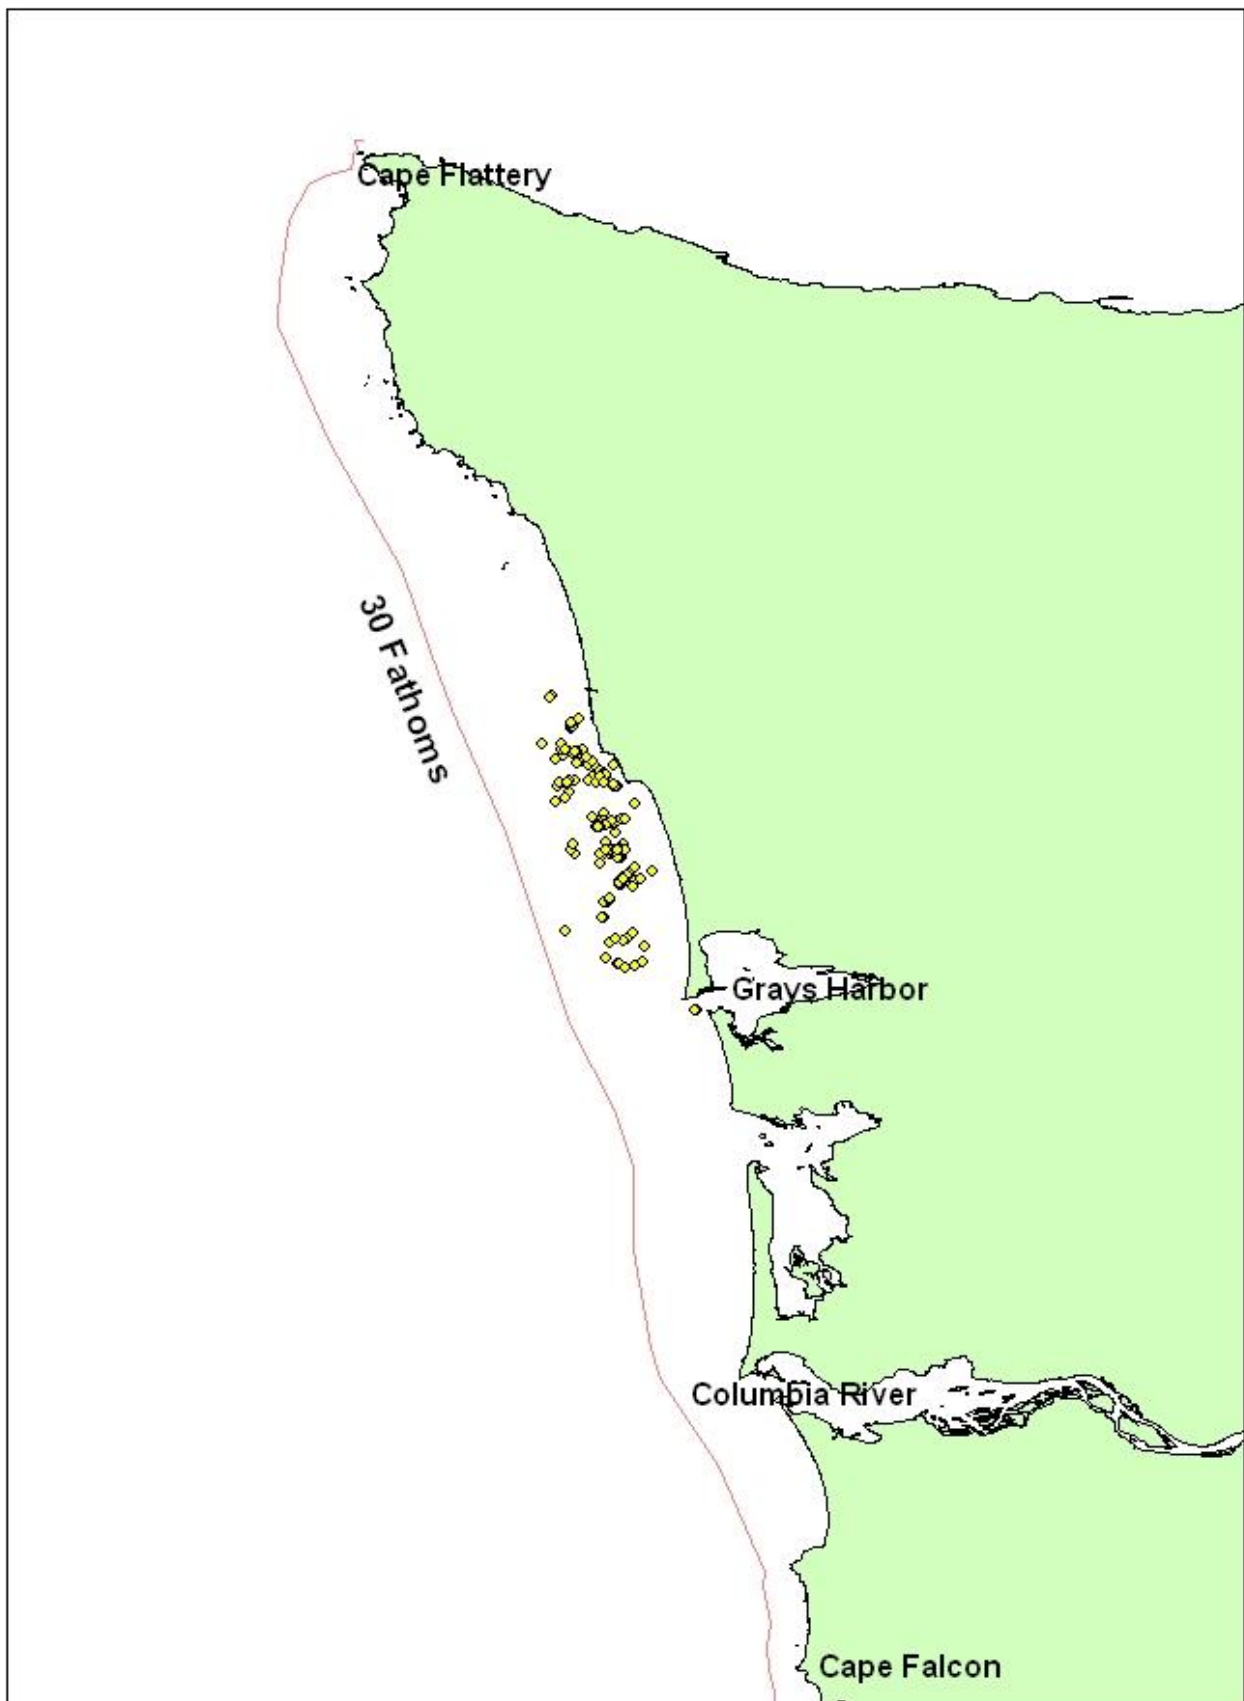 Cape Flattery
30 Fathoms
Grays Harbor
Columbia River
Cape Falcon